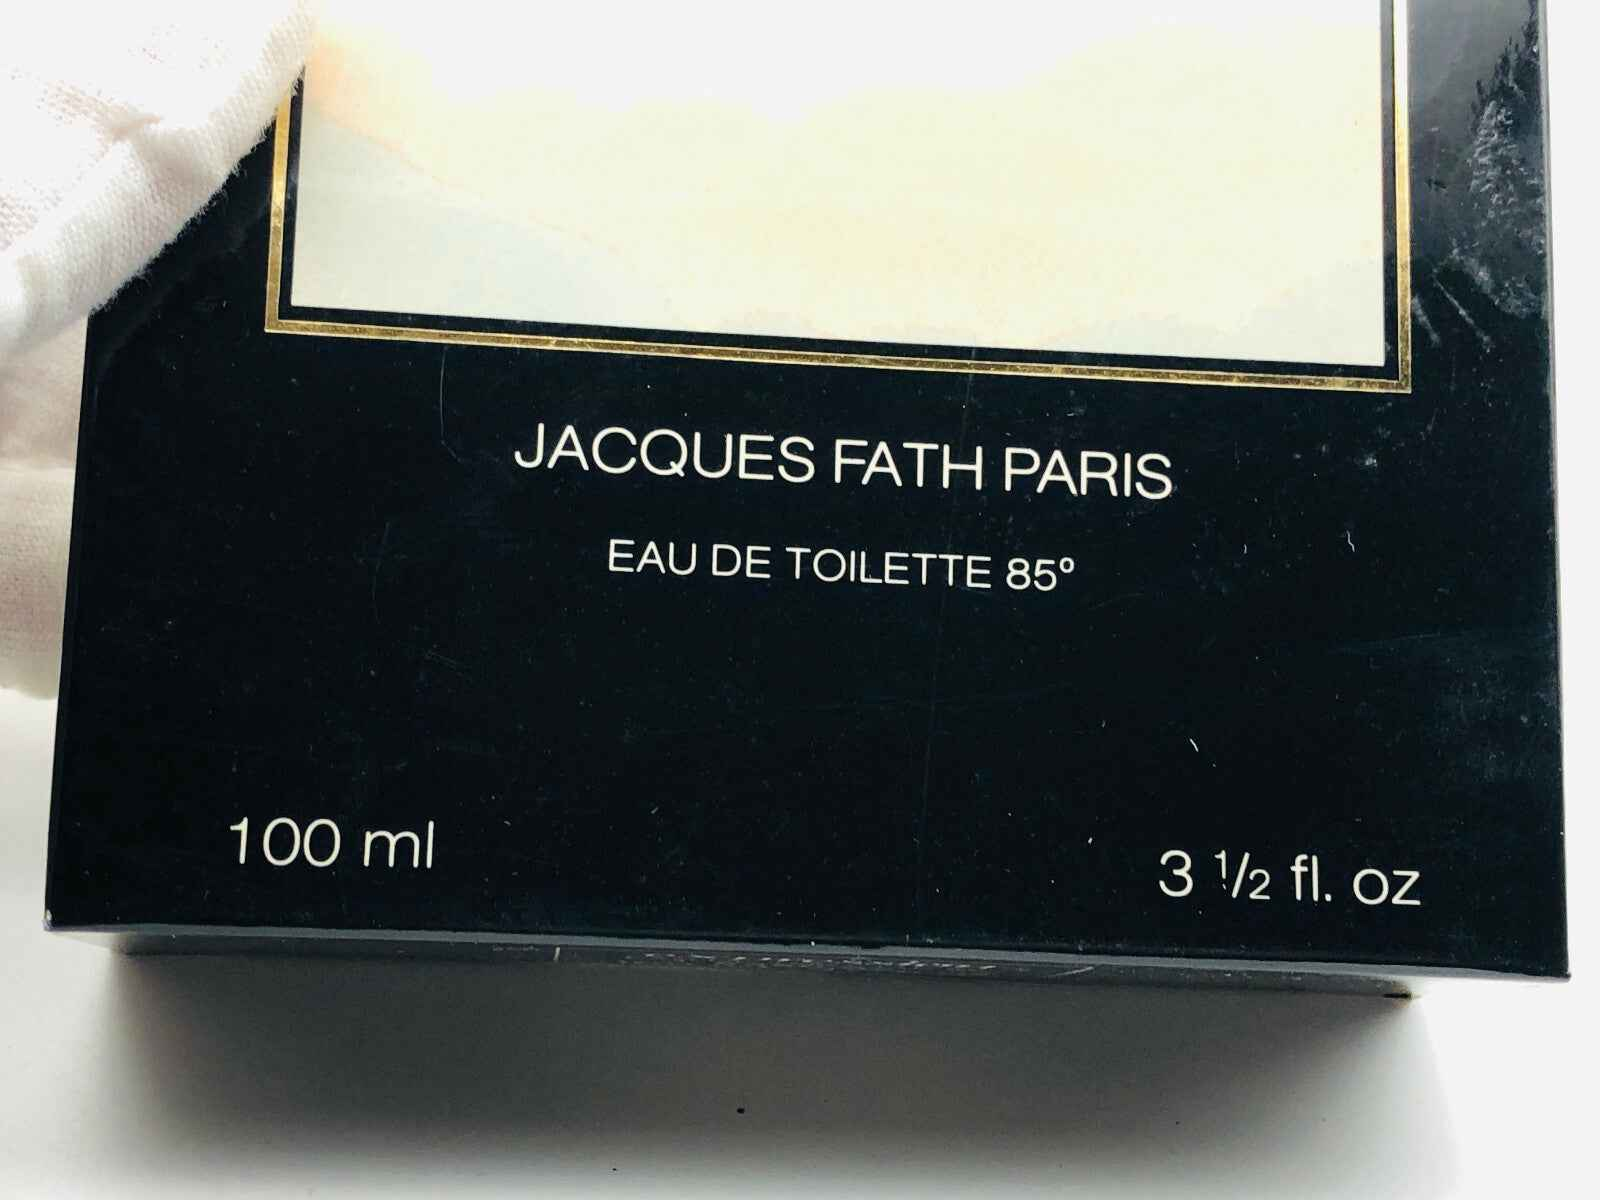 JACQUES FATH PARIS
EAU DE TOILETTE 85°
100 ml
3 1/2 fl. oz